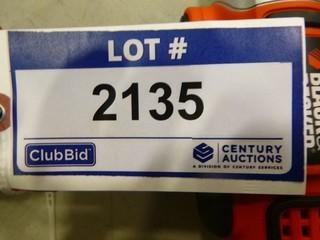 LOT #
2135
ClubBid
CENTURY
AUCTIONS
A DIVISION OF CENTURY SERVICES